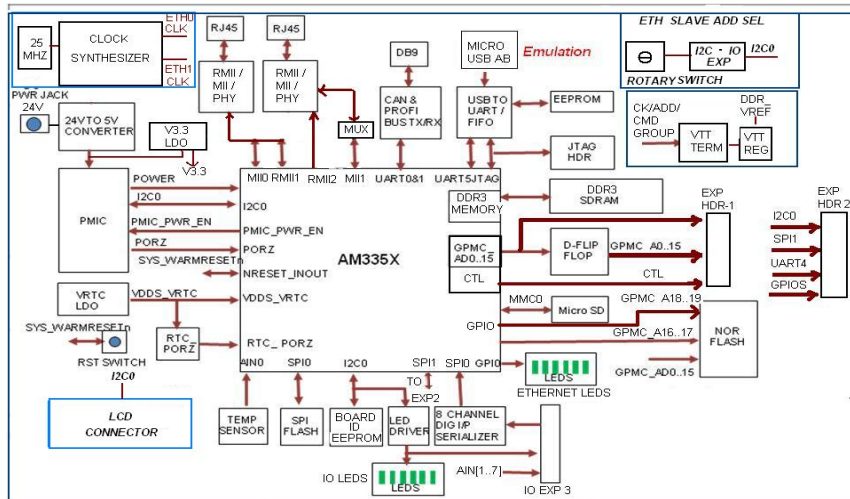 ETH0
CLK
25
MHZ
CLOCK
SYNTHESIZER
ETH1
CLK
RJ45
RJ45
RMII /
MII /
PHY
RMII /
MII /
PHY
MUX
DB9
CAN &
PROFI
BUS TX/RX
MICRO
USB AB
Emulation
USB TO
UART /
FIFO
EEPROM
JTAG
HDR
ETH SLAVE ADD SEL
I2C - IO
EXP
I2C0
ROTARY SWITCH
CK/ADD/
CMD
GROUP
VTT
TERM
DDR_
VREF
VTT
REG
PWR JACK
24V
24V TO 5V
CONVERTER
V3.3
LDO
V3.3
PMIC
POWER
I2C0
PMIC_PWR_EN
PORZ
SYS_WARMRESETn
VRTC
LDO
VDDS_VRTC
SYS_WARMRESETn
RST SWITCH
RTC_
PORZ
I2C0
LCD
CONNECTOR
MII0 RMII1
RMII2
MII1
UART0&1
UART5JTAG
I2C0
PMIC_PWR_EN
PORZ
NRESET_INOUT
VDDS_VRTC
RTC_ PORZ
AM335X
DDR3
MEMORY
GPMC_
AD0..15
CTL
GPIO
AIN0
SPI0
I2C0
SPI1
SPI0
GPIO
DDR3
SDRAM
D-FLIP
FLOP
GPMC_A0..15
CTL
MMC0
Micro SD
GPMC_A18..19
GPMC_A16..17
GPMC_AD0..15
NOR
FLASH
EXP
HDR-1
EXP
HDR 2
I2C0
SPI1
UART4
GPIOS
LEDS
ETHERNET LEDS
TO
EXP2
TEMP
SENSOR
SPI
FLASH
BOARD
ID
EEPROM
LED
DRIVER
8 CHANNEL
DIG I/P
SERIALIZER
IO LEDS
LEDS
AIN[1..7]
IO EXP 3